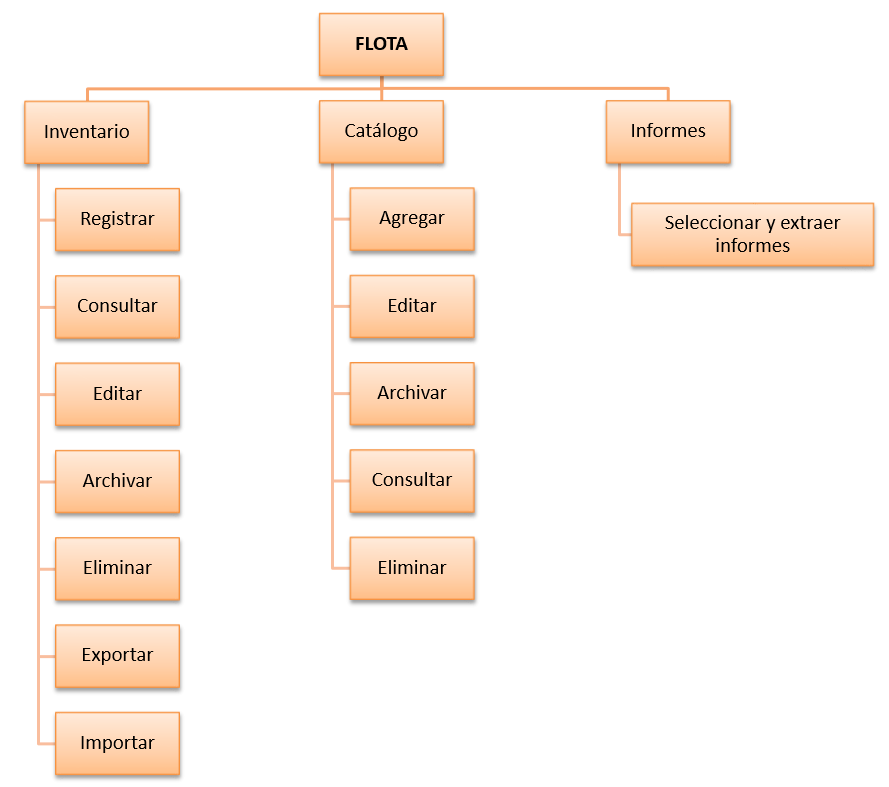 FLOTA
Inventario
Registrar
Consultar
Editar
Archivar
Eliminar
Exportar
Importar
Catálogo
Agregar
Editar
Archivar
Consultar
Eliminar
Informes
Seleccionar y extraer
informes